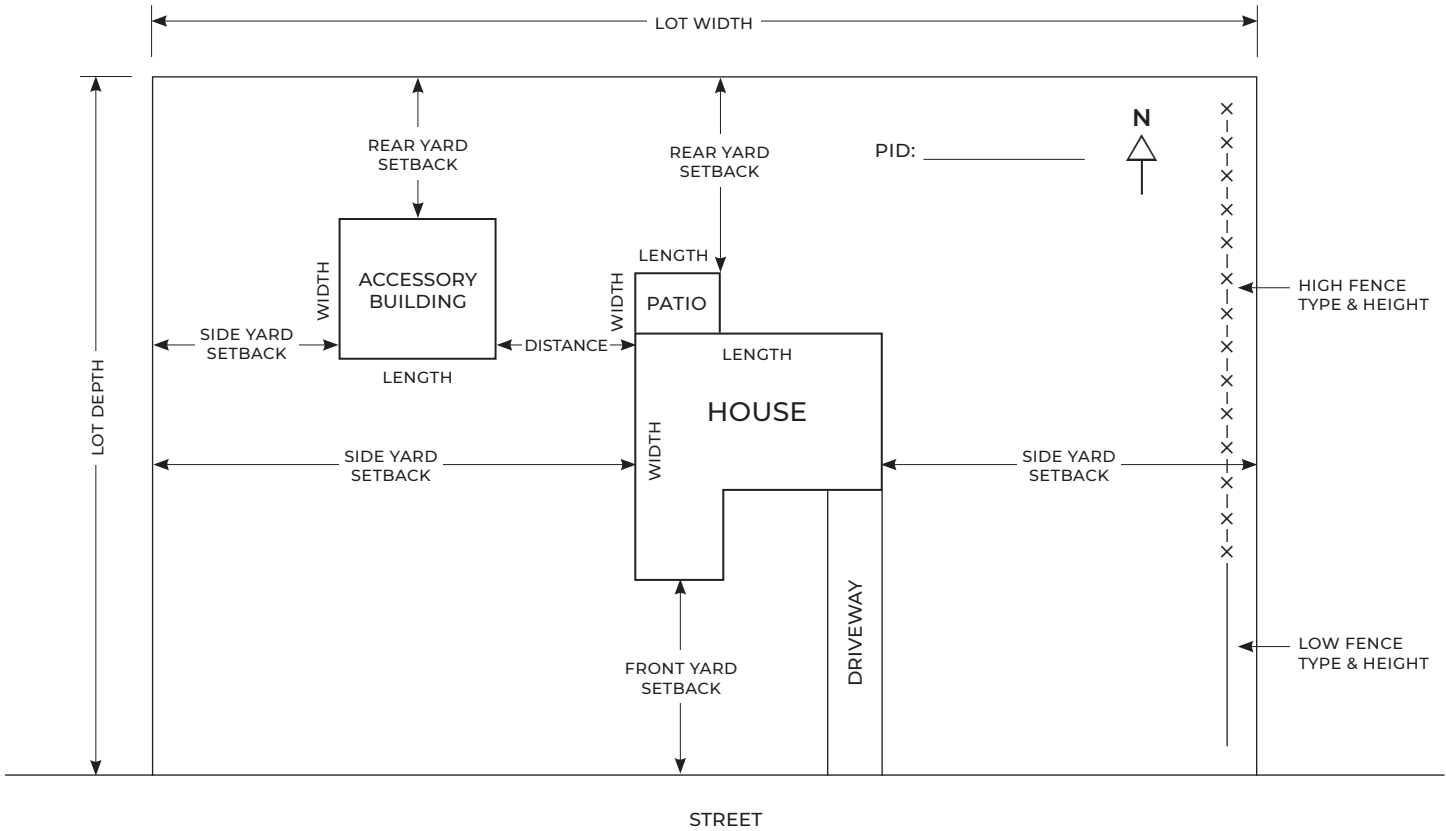 LOT WIDTH
N
REAR YARD
SETBACK
REAR YARD
SETBACK
PID:
LENGTH
WIDTH
ACCESSORY
BUILDING
WIDTH
PATIO
HIGH FENCE
TYPE & HEIGHT
SIDE YARD
SETBACK
DISTANCE
LENGTH
LENGTH
LOT DEPTH
HOUSE
WIDTH
SIDE YARD
SETBACK
SIDE YARD
SETBACK
DRIVEWAY
LOW FENCE
TYPE & HEIGHT
FRONT YARD
SETBACK
STREET